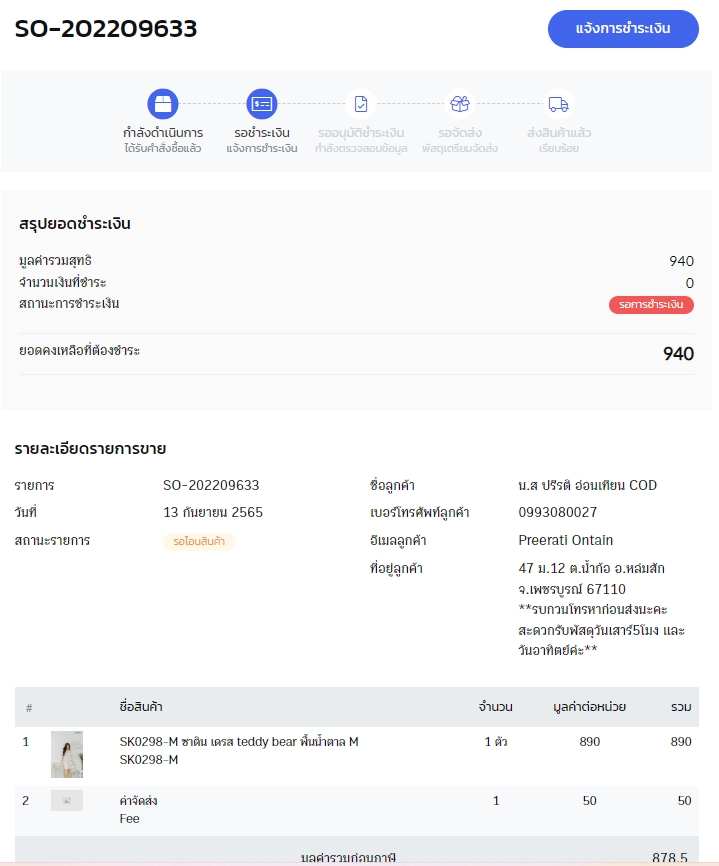 SO-202209633
แจ้งการชำระเงิน
กำลังดำเนินการ
ได้รับคำสั่งซื้อแล้ว
รอชำระเงิน
แจ้งการชำระเงิน
รออนุมัติชำระเงิน
กำลังตรวจสอบข้อมูล
รอจัดส่ง
พัสดุเตรียมจัดส่ง
ส่งสินค้าแล้ว
เรียบร้อย
สรุปยอดชำระเงิน
มูลค่ารวมสุทธิ 940
จำนวนเงินที่ชำระ 0
สถานะการชำระเงิน รอการชำระเงิน
ยอดคงเหลือที่ต้องชำระ 940
รายละเอียดรายการขาย
รายการ SO-202209633
วันที่ 13 กันยายน 2565
สถานะรายการ รอโอนสินค้า
ชื่อลูกค้า น.ส ปรีรติ อ่อนเทียน COD
เบอร์โทรศัพท์ลูกค้า 0993080027
อีเมลลูกค้า Preerati Ontain
ที่อยู่ลูกค้า 47 ม.12 ต.น้ำก้อ อ.หล่มสัก
จ.เพชรบูรณ์ 67110
**รบกวนโทรหาก่อนส่งนะคะ
สะดวกรับพัสดุวันเสาร์5โมง และ
วันอาทิตย์ค่ะ**
# ชื่อสินค้า จำนวน มูลค่าต่อหน่วย รวม
1 SK0298-M ซาติน เดรส teddy bear พื้นน้ำตาล M 1 ตัว 890 890
SK0298-M
2 ค่าจัดส่ง 1 50 50
Fee
มูลค่ารวมก่อนภาษี 878.5